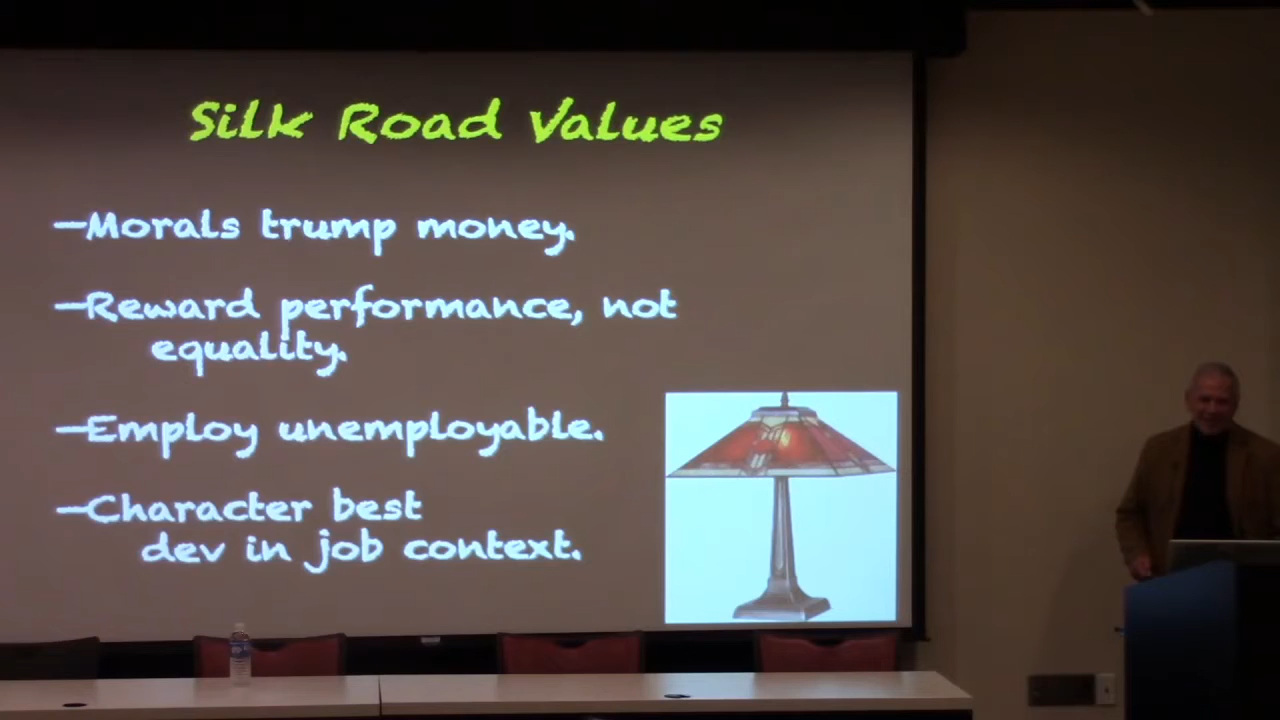 Silk Road Values
—Morals trump money.
—Reward performance, not
equality.
—Employ unemployable.
—Character best
dev in job context.